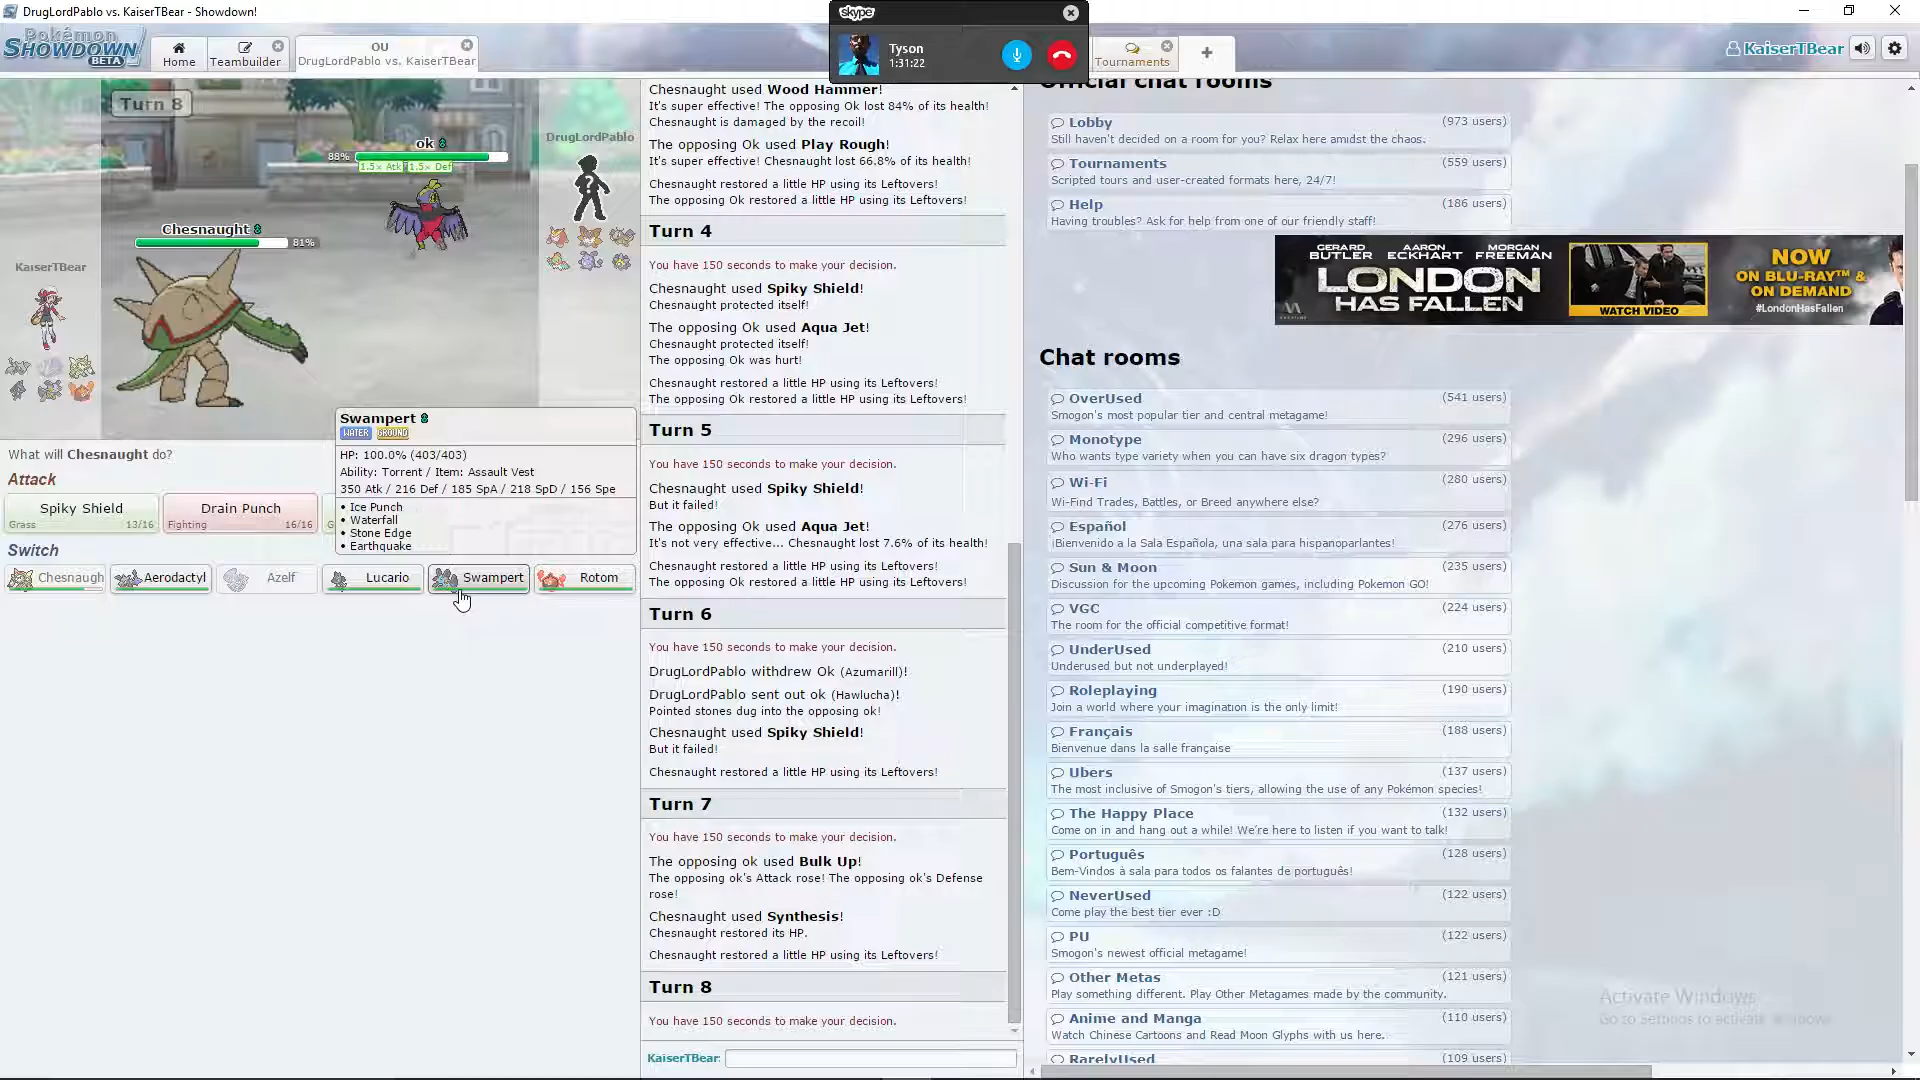 DrugLordPablo vs. KaiserTBear - Showdown!
Pokémon
SHOWDOWN
BETA
Home
Teambuilder
OU
DrugLordPablo vs. KaiserTBear
skype
Tyson
1:31:22
Tournaments
KaiserTBear
Turn 8
ok
88%
1.5× Atk 1.5× Def
DrugLordPablo
Chesnaught
81%
KaiserTBear
What will Chesnaught do?
Attack
Spiky Shield
Grass 13/16
Drain Punch
Fighting 16/16
Swampert
WATER GROUND
HP: 100.0% (403/403)
Ability: Torrent / Item: Assault Vest
350 Atk / 216 Def / 185 SpA / 218 SpD / 156 Spe
• Ice Punch
• Waterfall
• Stone Edge
• Earthquake
Switch
Chesnaugh
Aerodactyl
Azelf
Lucario
Swampert
Rotom
Chesnaught used Wood Hammer!
It's super effective! The opposing Ok lost 84% of its health!
Chesnaught is damaged by the recoil!
The opposing Ok used Play Rough!
It's super effective! Chesnaught lost 66.8% of its health!
Chesnaught restored a little HP using its Leftovers!
The opposing Ok restored a little HP using its Leftovers!
Turn 4
You have 150 seconds to make your decision.
Chesnaught used Spiky Shield!
Chesnaught protected itself!
The opposing Ok used Aqua Jet!
Chesnaught protected itself!
The opposing Ok was hurt!
Chesnaught restored a little HP using its Leftovers!
The opposing Ok restored a little HP using its Leftovers!
Turn 5
You have 150 seconds to make your decision.
Chesnaught used Spiky Shield!
But it failed!
The opposing Ok used Aqua Jet!
It's not very effective... Chesnaught lost 7.6% of its health!
Chesnaught restored a little HP using its Leftovers!
The opposing Ok restored a little HP using its Leftovers!
Turn 6
You have 150 seconds to make your decision.
DrugLordPablo withdrew Ok (Azumarill)!
DrugLordPablo sent out ok (Hawlucha)!
Pointed stones dug into the opposing ok!
Chesnaught used Spiky Shield!
But it failed!
Chesnaught restored a little HP using its Leftovers!
Turn 7
You have 150 seconds to make your decision.
The opposing ok used Bulk Up!
The opposing ok's Attack rose! The opposing ok's Defense
rose!
Chesnaught used Synthesis!
Chesnaught restored its HP.
Chesnaught restored a little HP using its Leftovers!
Turn 8
You have 150 seconds to make your decision.
KaiserTBear:
Official chat rooms
Lobby (973 users)
Still haven't decided on a room for you? Relax here amidst the chaos.
Tournaments (559 users)
Scripted tours and user-created formats here, 24/7!
Help (186 users)
Having troubles? Ask for help from one of our friendly staff!
GERARD BUTLER AARON ECKHART MORGAN FREEMAN
LONDON
HAS FALLEN
WATCH VIDEO
NOW
ON BLU-RAY™ &
ON DEMAND
#LondonHasFallen
Chat rooms
OverUsed (541 users)
Smogon's most popular tier and central metagame!
Monotype (296 users)
Who wants type variety when you can have six dragon types?
Wi-Fi (280 users)
Wi-Find Trades, Battles, or Breed anywhere else?
Español (276 users)
¡Bienvenido a la Sala Española, una sala para hispanoparlantes!
Sun & Moon (235 users)
Discussion for the upcoming Pokemon games, including Pokemon GO!
VGC (224 users)
The room for the official competitive format!
UnderUsed (210 users)
Underused but not underplayed!
Roleplaying (190 users)
Join a world where your imagination is the only limit!
Français (188 users)
Bienvenue dans la salle française
Ubers (137 users)
The most inclusive of Smogon's tiers, allowing the use of any Pokémon species!
The Happy Place (132 users)
Come on in and hang out a while! We're here to listen if you want to talk!
Português (128 users)
Bem-Vindos à sala para todos os falantes de português!
NeverUsed (122 users)
Come play the best tier ever :D
PU (122 users)
Smogon's newest official metagame!
Other Metas (121 users)
Play something different. Play Other Metagames made by the community.
Anime and Manga (110 users)
Watch Chinese Cartoons and Read Moon Glyphs with us here.
RarelyUsed (109 users)
Activate Windows
Go to Settings to activate Windows.